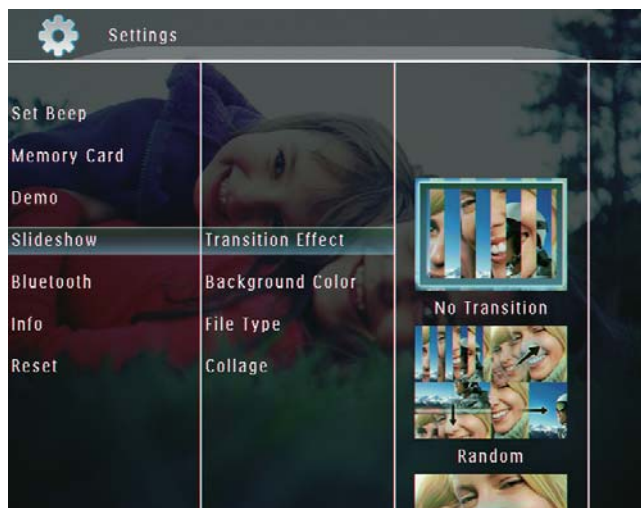 Settings
Set Beep
Memory Card
Demo
Slideshow
Bluetooth
Info
Reset
Transition Effect
Background Color
File Type
Collage
No Transition
Random